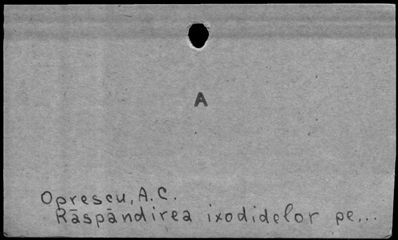 A
Oprescu, A.C.
Răspândirea ixodidelor pe...